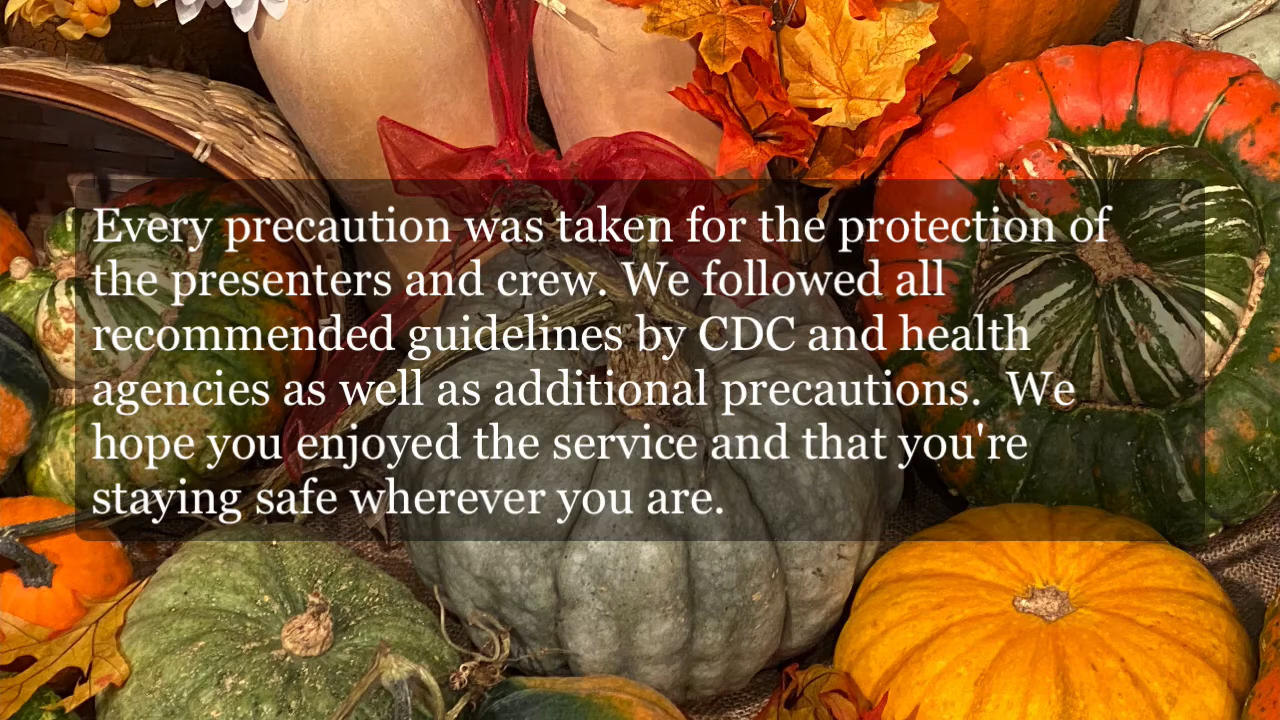 Every precaution was taken for the protection of
the presenters and crew. We followed all
recommended guidelines by CDC and health
agencies as well as additional precautions.  We
hope you enjoyed the service and that you're
staying safe wherever you are.